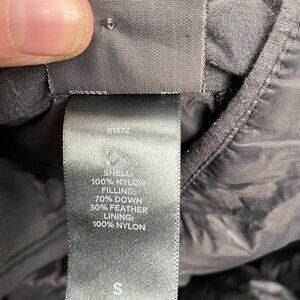 R1572
SHELL:
100% NYLON
FILLING:
70% DOWN
30% FEATHER
LINING:
100% NYLON
S